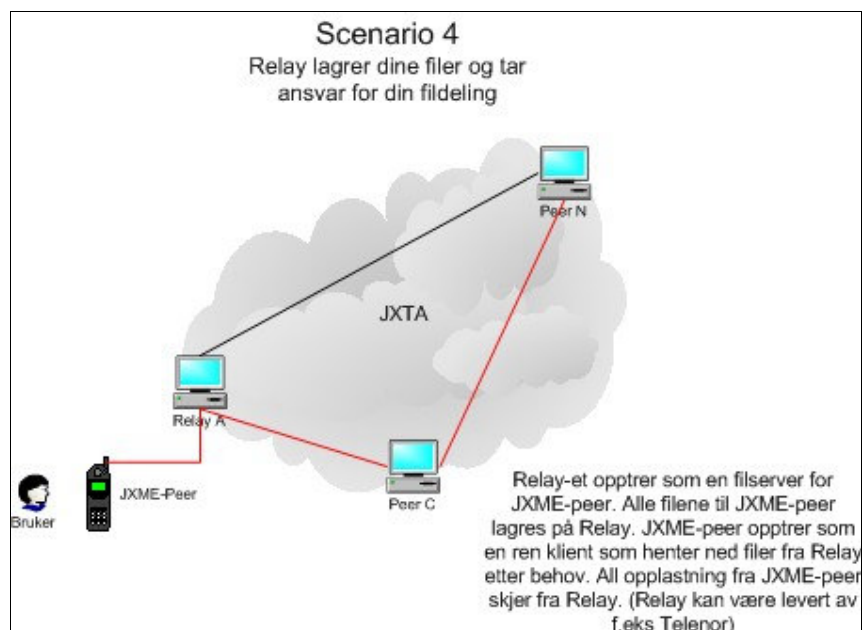 Scenario 4
Relay lagrer dine filer og tar
ansvar for din fildeling
Peer N
JXTA
Relay A
JXME-Peer
Bruker
Peer C
Relay-et opptrer som en filserver for
JXME-peer. Alle filene til JXME-peer
lagres på Relay. JXME-peer opptrer som
en ren klient som henter ned filer fra Relay
etter behov. All opplastning fra JXME-peer
skjer fra Relay. (Relay kan være levert av
f.eks Telenor)